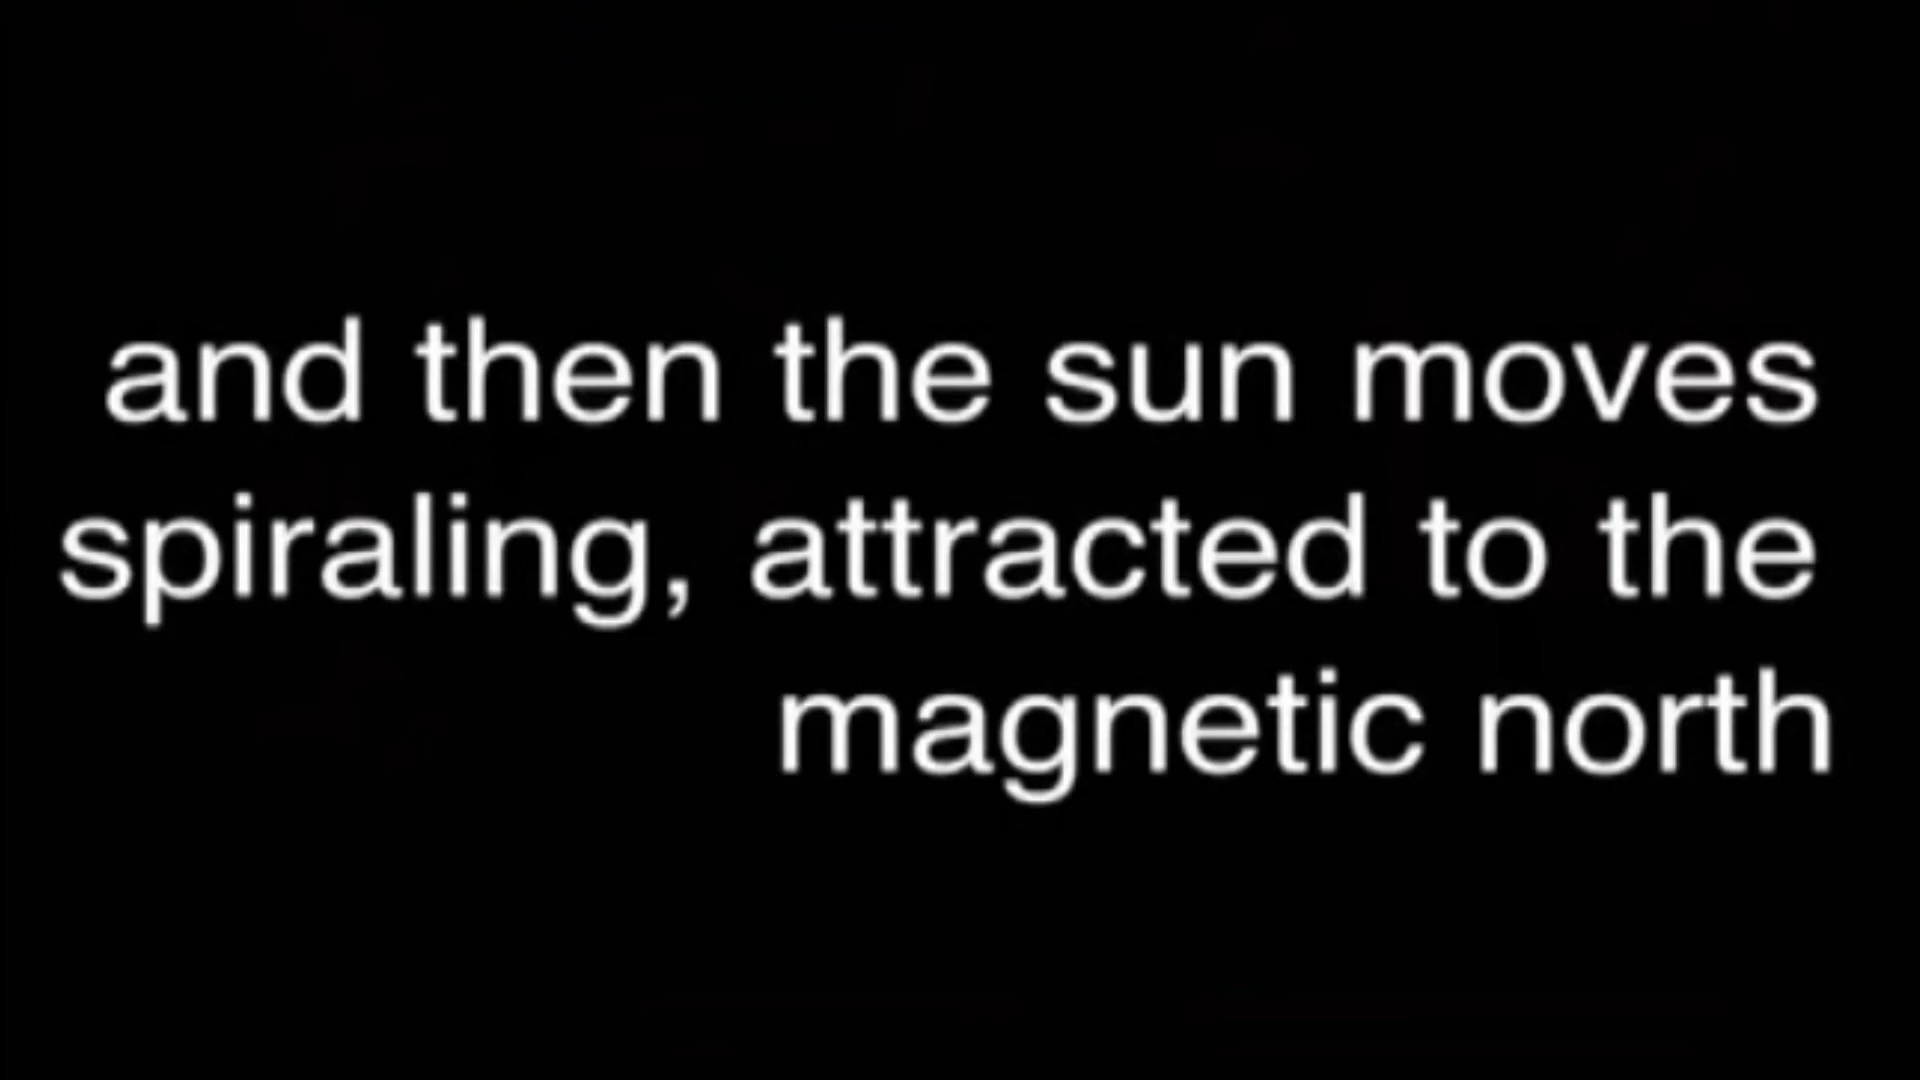 and then the sun moves
spiraling, attracted to the
magnetic north